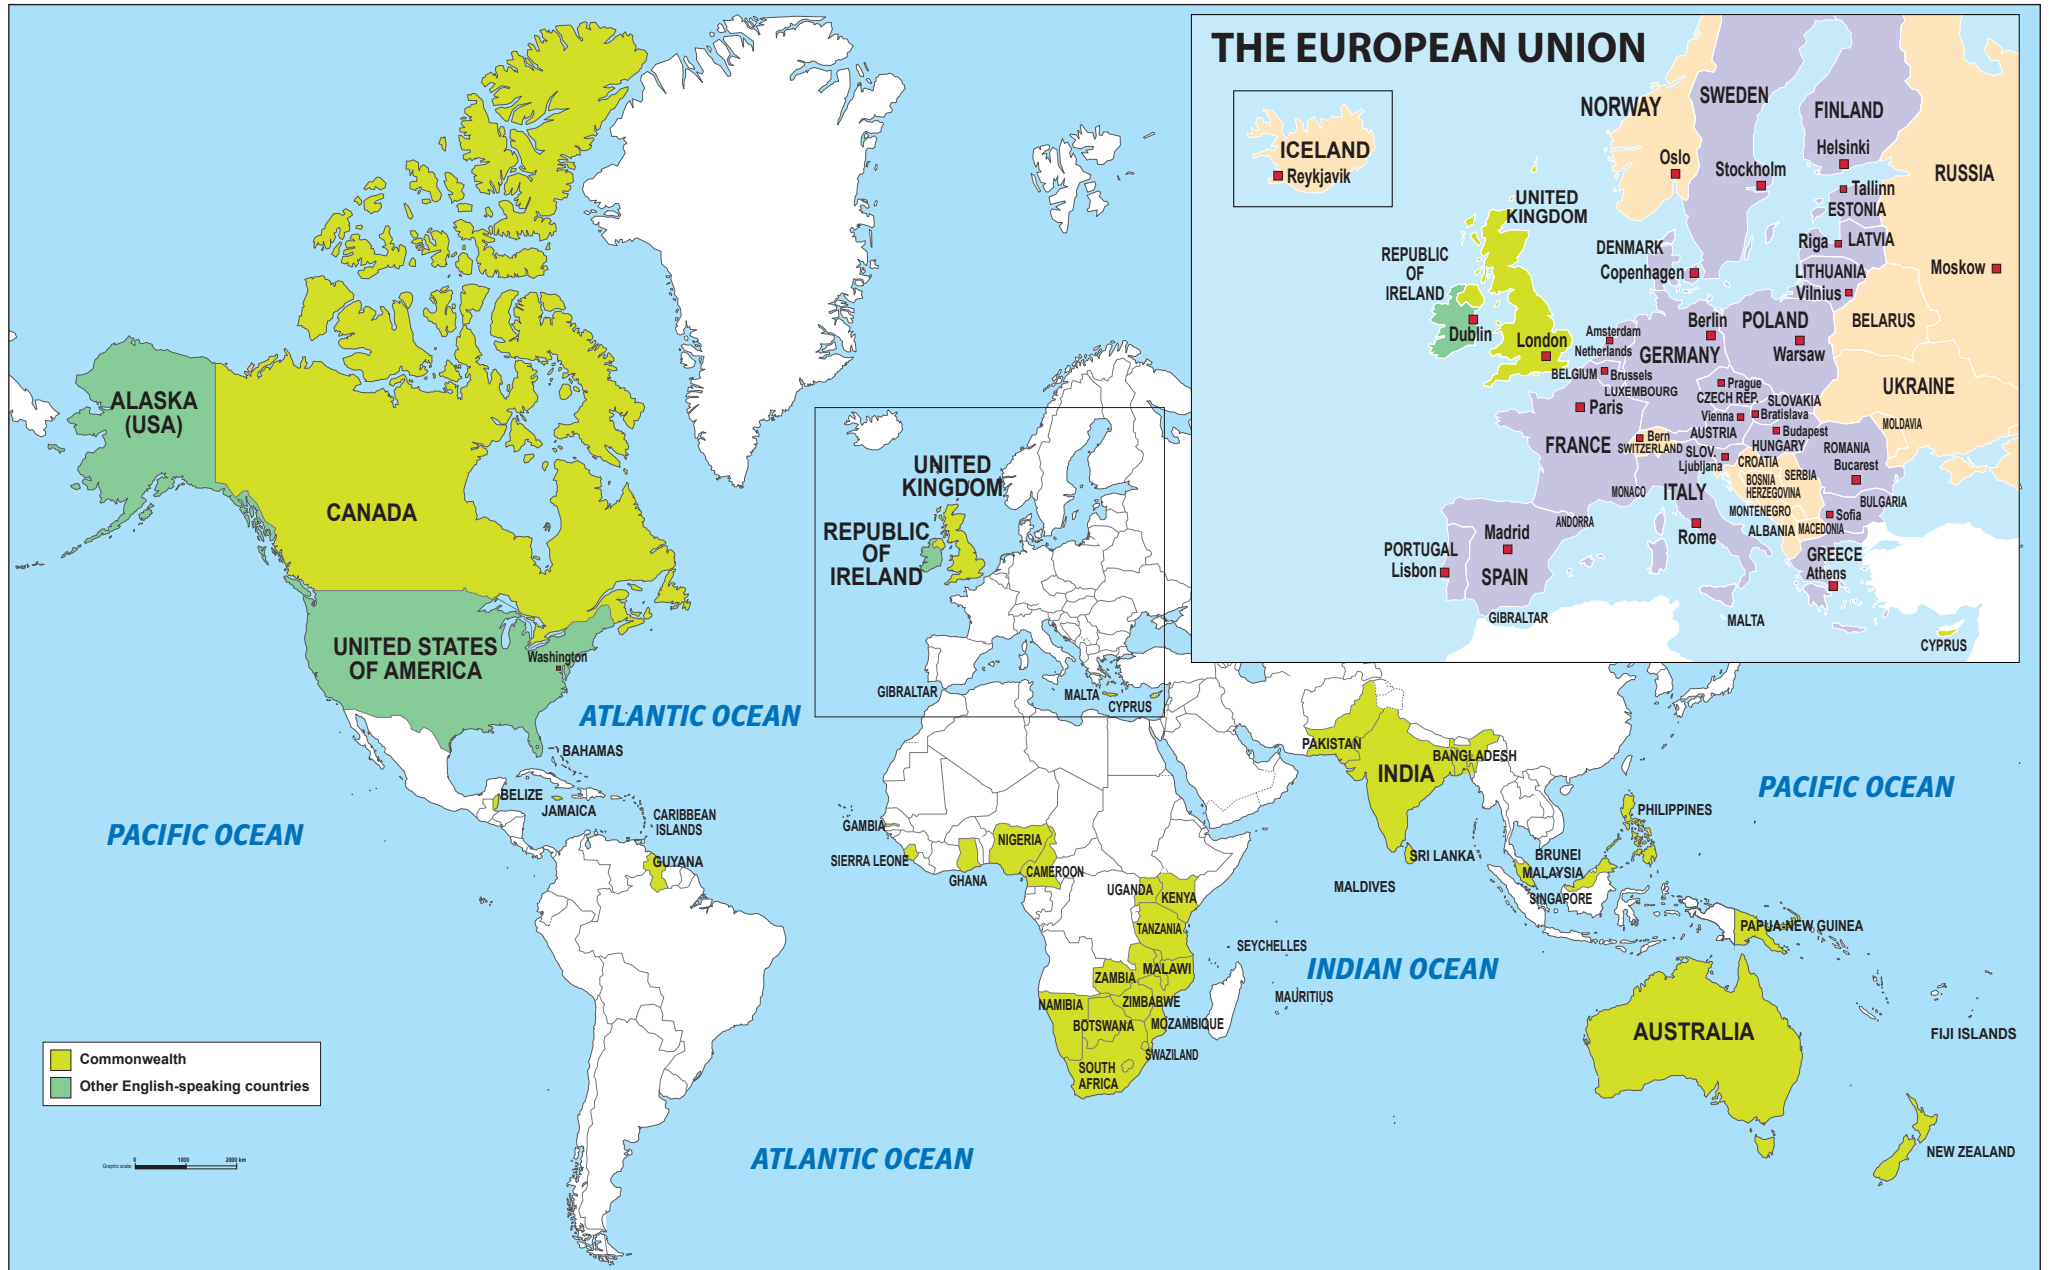 THE EUROPEAN UNION
ICELAND
Reykjavik
NORWAY
Oslo
SWEDEN
Stockholm
FINLAND
Helsinki
RUSSIA
Moskow
Tallinn
ESTONIA
Riga
LATVIA
LITHUANIA
Vilnius
UNITED
KINGDOM
REPUBLIC
OF
IRELAND
Dublin
London
DENMARK
Copenhagen
Amsterdam
Netherlands
Berlin
GERMANY
POLAND
Warsaw
BELARUS
UKRAINE
BELGIUM
Brussels
LUXEMBOURG
Prague
CZECH REP.
SLOVAKIA
Vienna
Bratislava
AUSTRIA
Budapest
HUNGARY
MOLDAVIA
Paris
FRANCE
Bern
SWITZERLAND
SLOV.
Ljubljana
CROATIA
BOSNIA
HERZEGOVINA
SERBIA
ROMANIA
Bucarest
BULGARIA
Sofia
MONTENEGRO
MACEDONIA
ALBANIA
MONACO
ITALY
Rome
ANDORRA
Madrid
SPAIN
PORTUGAL
Lisbon
GREECE
Athens
GIBRALTAR
MALTA
CYPRUS
ALASKA
(USA)
CANADA
UNITED STATES
OF AMERICA
Washington
UNITED
KINGDOM
REPUBLIC
OF
IRELAND
GIBRALTAR
MALTA
CYPRUS
ATLANTIC OCEAN
BAHAMAS
BELIZE
JAMAICA
CARIBBEAN
ISLANDS
GUYANA
PACIFIC OCEAN
GAMBIA
SIERRA LEONE
GHANA
NIGERIA
CAMEROON
UGANDA
KENYA
TANZANIA
MALAWI
ZAMBIA
NAMIBIA
ZIMBABWE
BOTSWANA
MOZAMBIQUE
SWAZILAND
SOUTH
AFRICA
SEYCHELLES
MAURITIUS
INDIAN OCEAN
PAKISTAN
INDIA
BANGLADESH
SRI LANKA
MALDIVES
PHILIPPINES
BRUNEI
MALAYSIA
SINGAPORE
PACIFIC OCEAN
PAPUA-NEW GUINEA
AUSTRALIA
FIJI ISLANDS
NEW ZEALAND
ATLANTIC OCEAN
Commonwealth
Other English-speaking countries
Graphic scale:
0 1000 2000 km